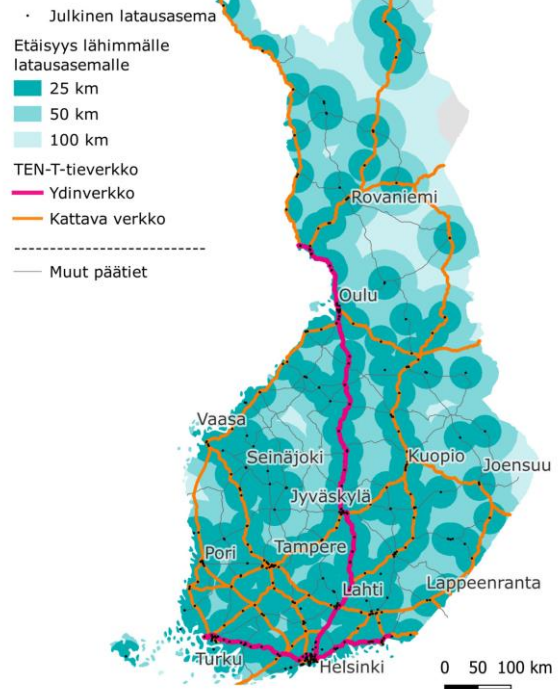 Julkinen latausasema
Etäisyys lähimmälle
latausasemalle
25 km
50 km
100 km
TEN-T-tieverkko
Ydinverkko
Kattava verkko
Muut päätiet
Rovaniemi
Oulu
Vaasa
Seinäjoki
Kuopio
Joensuu
Jyväskylä
Pori
Tampere
Lahti
Lappeenranta
Turku
Helsinki
0 50 100 km